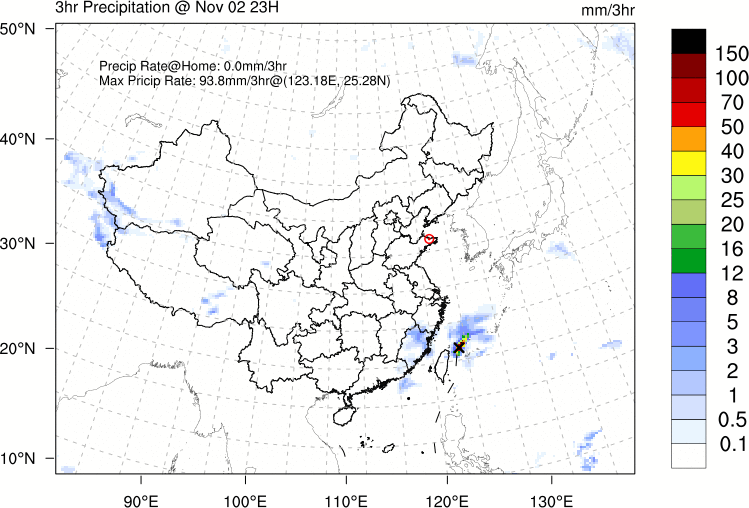 3hr Precipitation @ Nov 02 23H
mm/3hr
Precip Rate@Home: 0.0mm/3hr
Max Pricip Rate: 93.8mm/3hr@(123.18E, 25.28N)
50°N
40°N
30°N
20°N
10°N
90°E
100°E
110°E
120°E
130°E
150
100
70
50
40
30
25
20
16
12
8
5
3
2
1
0.5
0.1